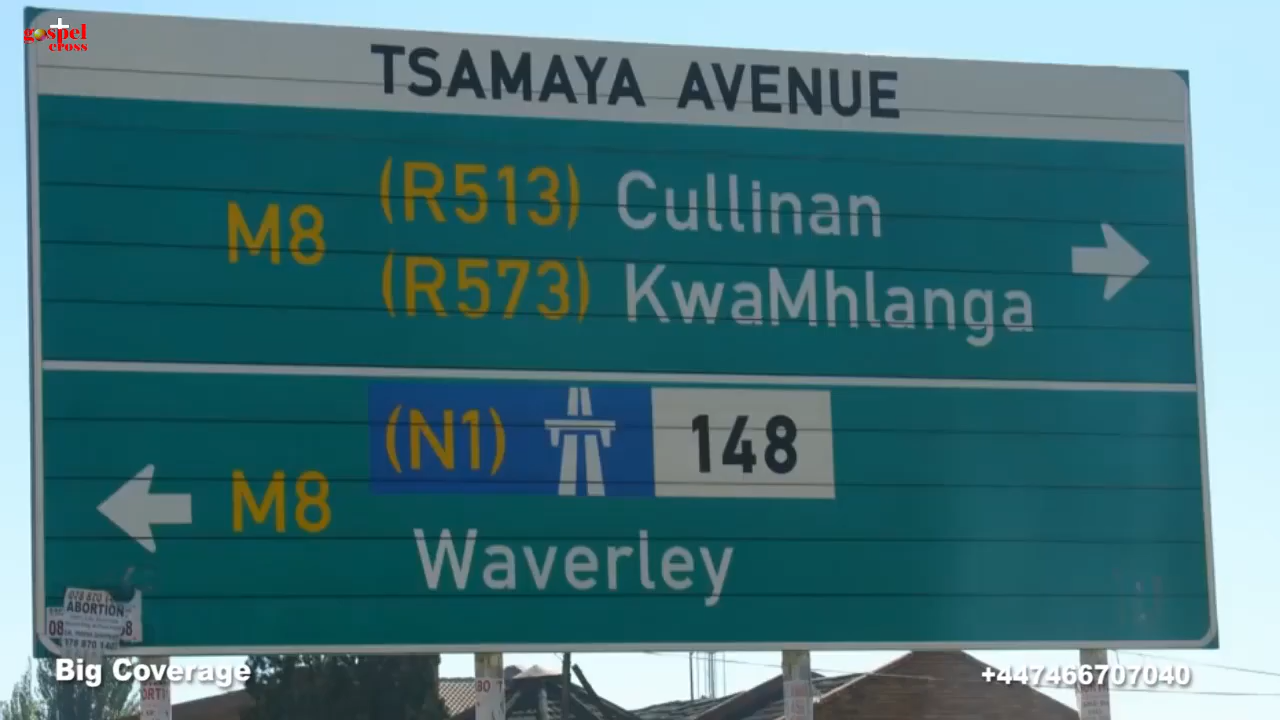 gospel
cross
TSAMAYA AVENUE
M8
(R513) Cullinan
(R573) KwaMhlanga
(N1) 148
M8
Waverley
ABORTION
Big Coverage
+447466707040